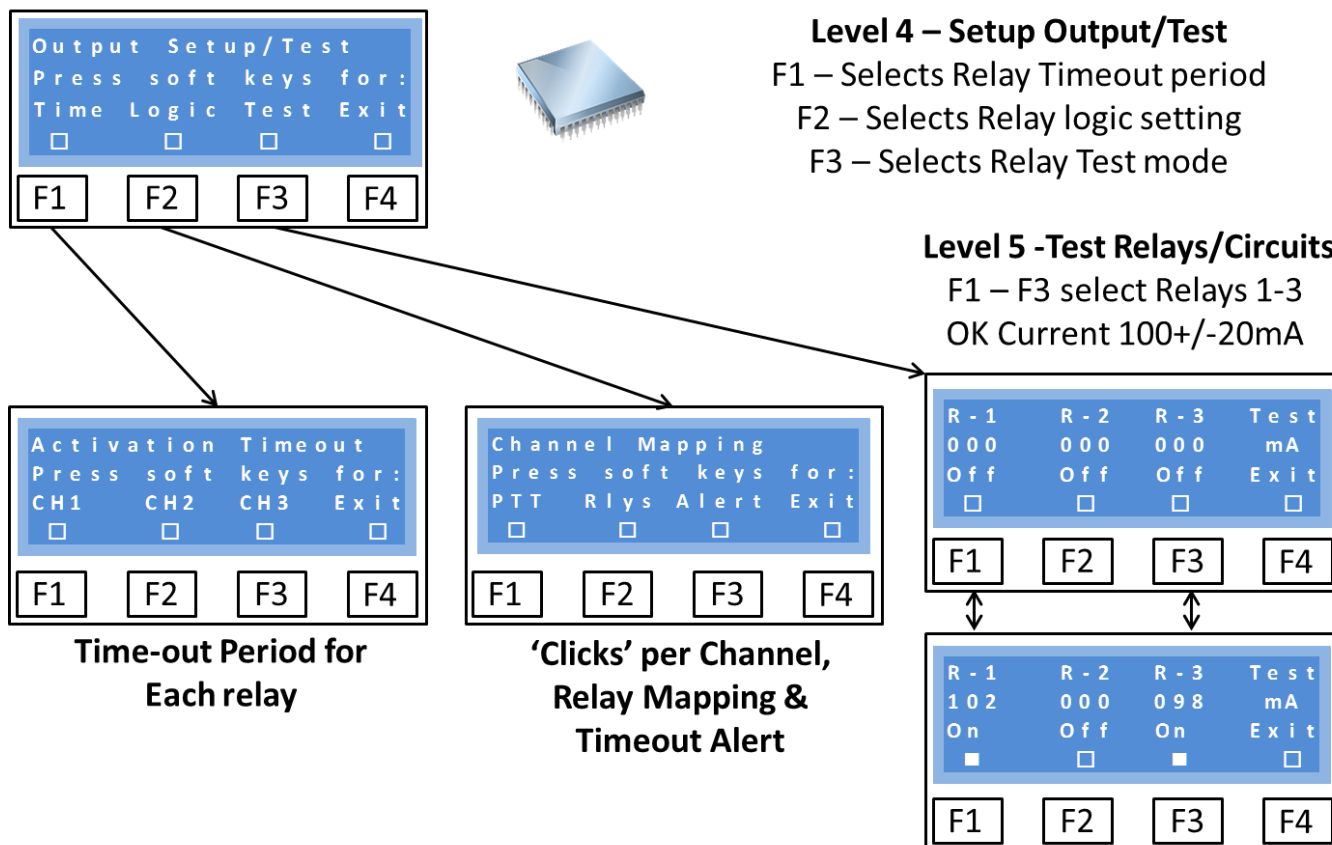 Output Setup/Test
Press soft keys for:
Time Logic Test Exit
F1 F2 F3 F4
Level 4 – Setup Output/Test
F1 – Selects Relay Timeout period
F2 – Selects Relay logic setting
F3 – Selects Relay Test mode
Level 5 -Test Relays/Circuits
F1 – F3 select Relays 1-3
OK Current 100+/-20mA
Activation Timeout
Press soft keys for:
CH1 CH2 CH3 Exit
F1 F2 F3 F4
Time-out Period for
Each relay
Channel Mapping
Press soft keys for:
PTT Rlys Alert Exit
F1 F2 F3 F4
‘Clicks’ per Channel,
Relay Mapping &
Timeout Alert
R-1 R-2 R-3 Test
000 000 000 mA
Off Off Off Exit
F1 F2 F3 F4
R-1 R-2 R-3 Test
102 000 098 mA
On Off On Exit
F1 F2 F3 F4